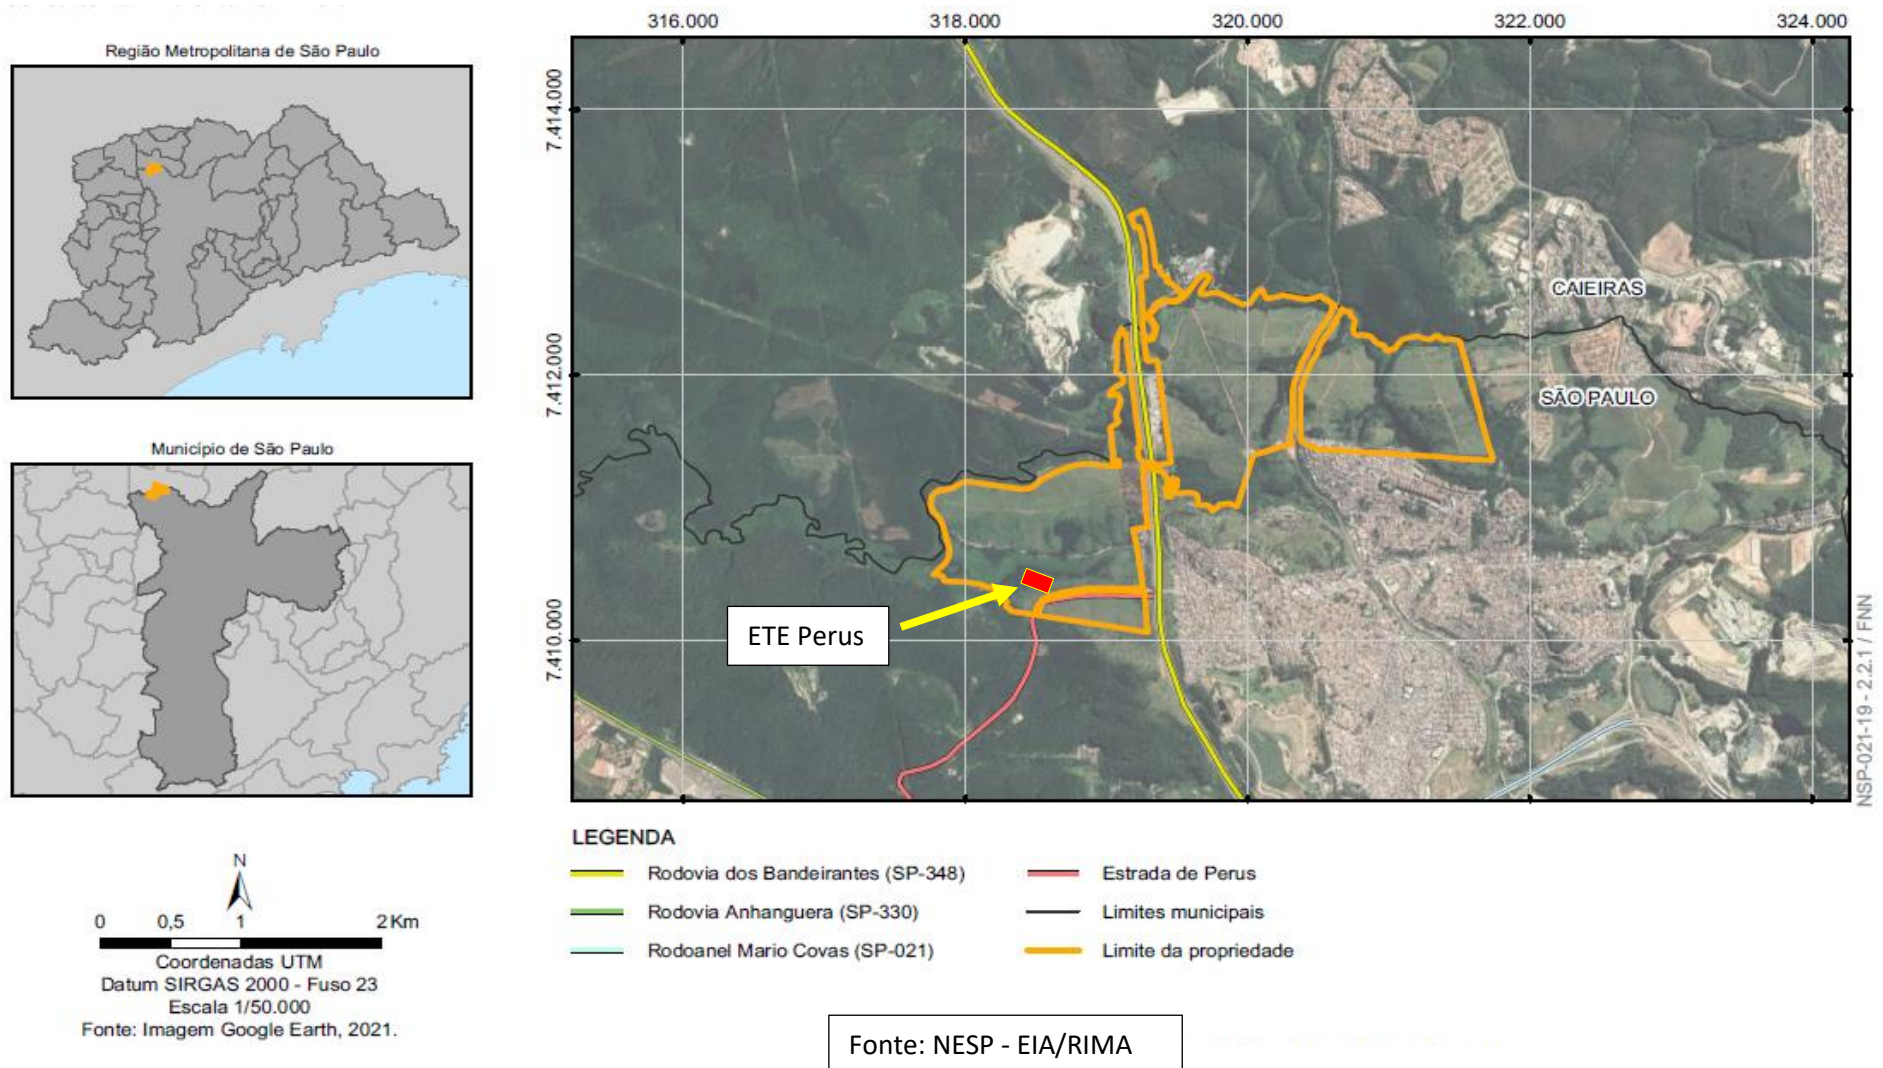 Região Metropolitana de São Paulo
Município de São Paulo
N
0 0,5 1 2 Km
Coordenadas UTM
Datum SIRGAS 2000 - Fuso 23
Escala 1/50.000
Fonte: Imagem Google Earth, 2021.
316.000 318.000 320.000 322.000 324.000
7.414.000
7.412.000
7.410.000
CAIEIRAS
SÃO PAULO
ETE Perus
NSP-021-19 - 2.2.1 / FNN
LEGENDA
Rodovia dos Bandeirantes (SP-348)
Rodovia Anhanguera (SP-330)
Rodoanel Mario Covas (SP-021)
Estrada de Perus
Limites municipais
Limite da propriedade
Fonte: NESP - EIA/RIMA